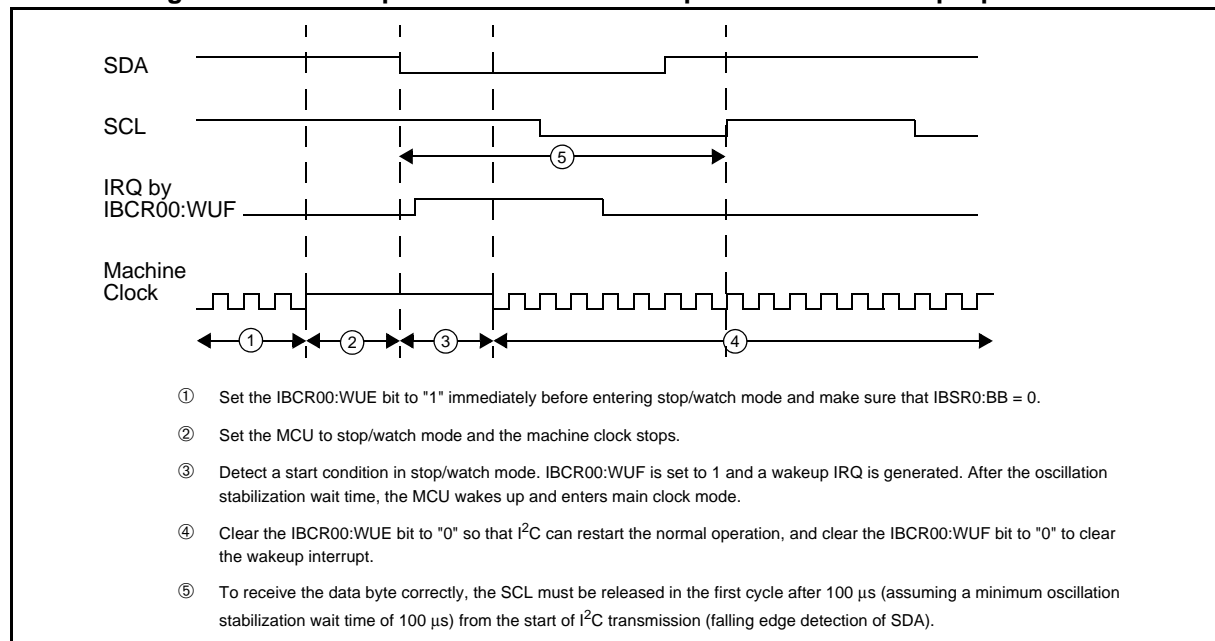 SDA
SCL
⑤
IRQ by
IBCR00:WUF
Machine
Clock
① ② ③ ④
① Set the IBCR00:WUE bit to "1" immediately before entering stop/watch mode and make sure that IBSR0:BB = 0.
② Set the MCU to stop/watch mode and the machine clock stops.
③ Detect a start condition in stop/watch mode. IBCR00:WUF is set to 1 and a wakeup IRQ is generated. After the oscillation
stabilization wait time, the MCU wakes up and enters main clock mode.
④ Clear the IBCR00:WUE bit to "0" so that I²C can restart the normal operation, and clear the IBCR00:WUF bit to "0" to clear
the wakeup interrupt.
⑤ To receive the data byte correctly, the SCL must be released in the first cycle after 100 μs (assuming a minimum oscillation
stabilization wait time of 100 μs) from the start of I²C transmission (falling edge detection of SDA).